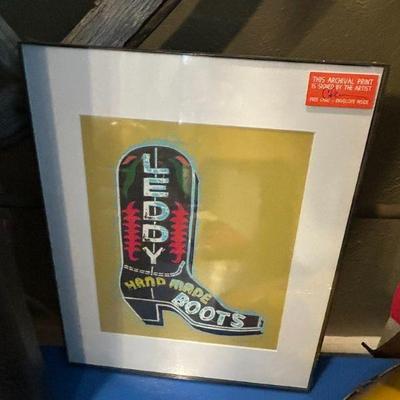 THIS ARCHIVAL PRINT
IS SIGNED BY THE ARTIST
LEDDY
HAND MADE
BOOTS